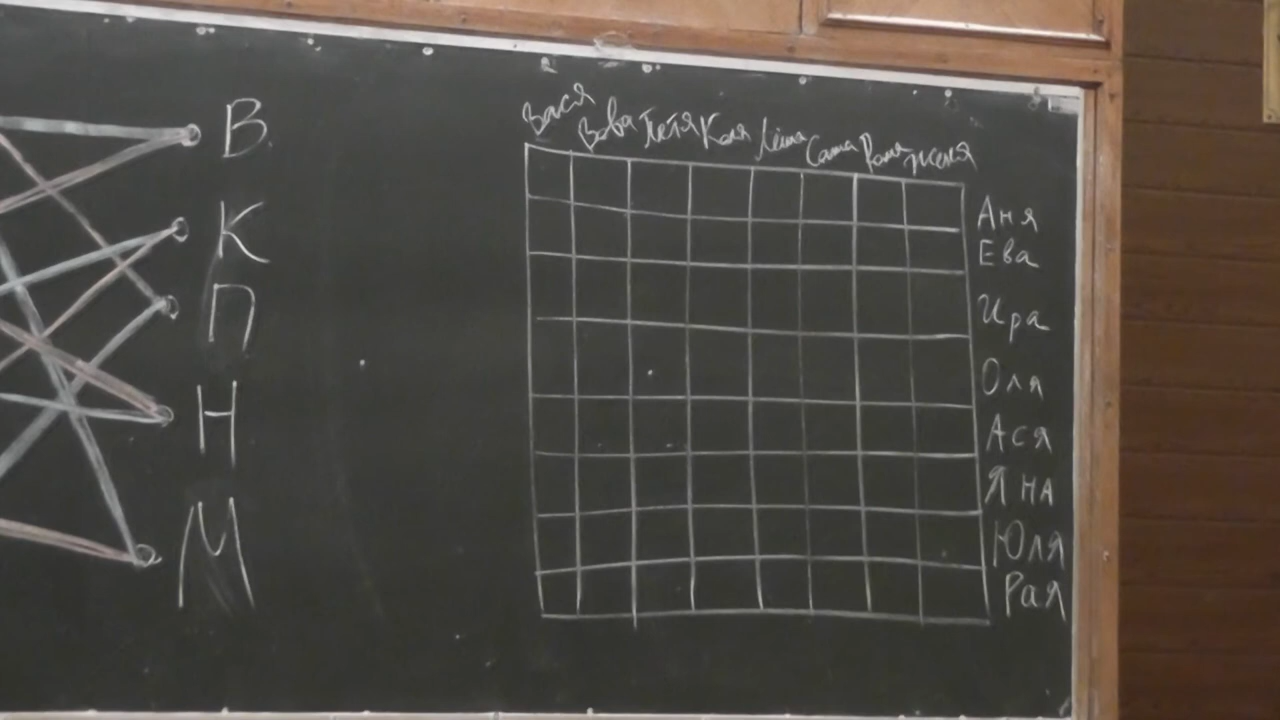 В
К
П
Н
М
Вася Вова Петя Коля Лёша Саша Рома Женя
Аня
Ева
Ира
Оля
Ася
Яна
Юля
Рая